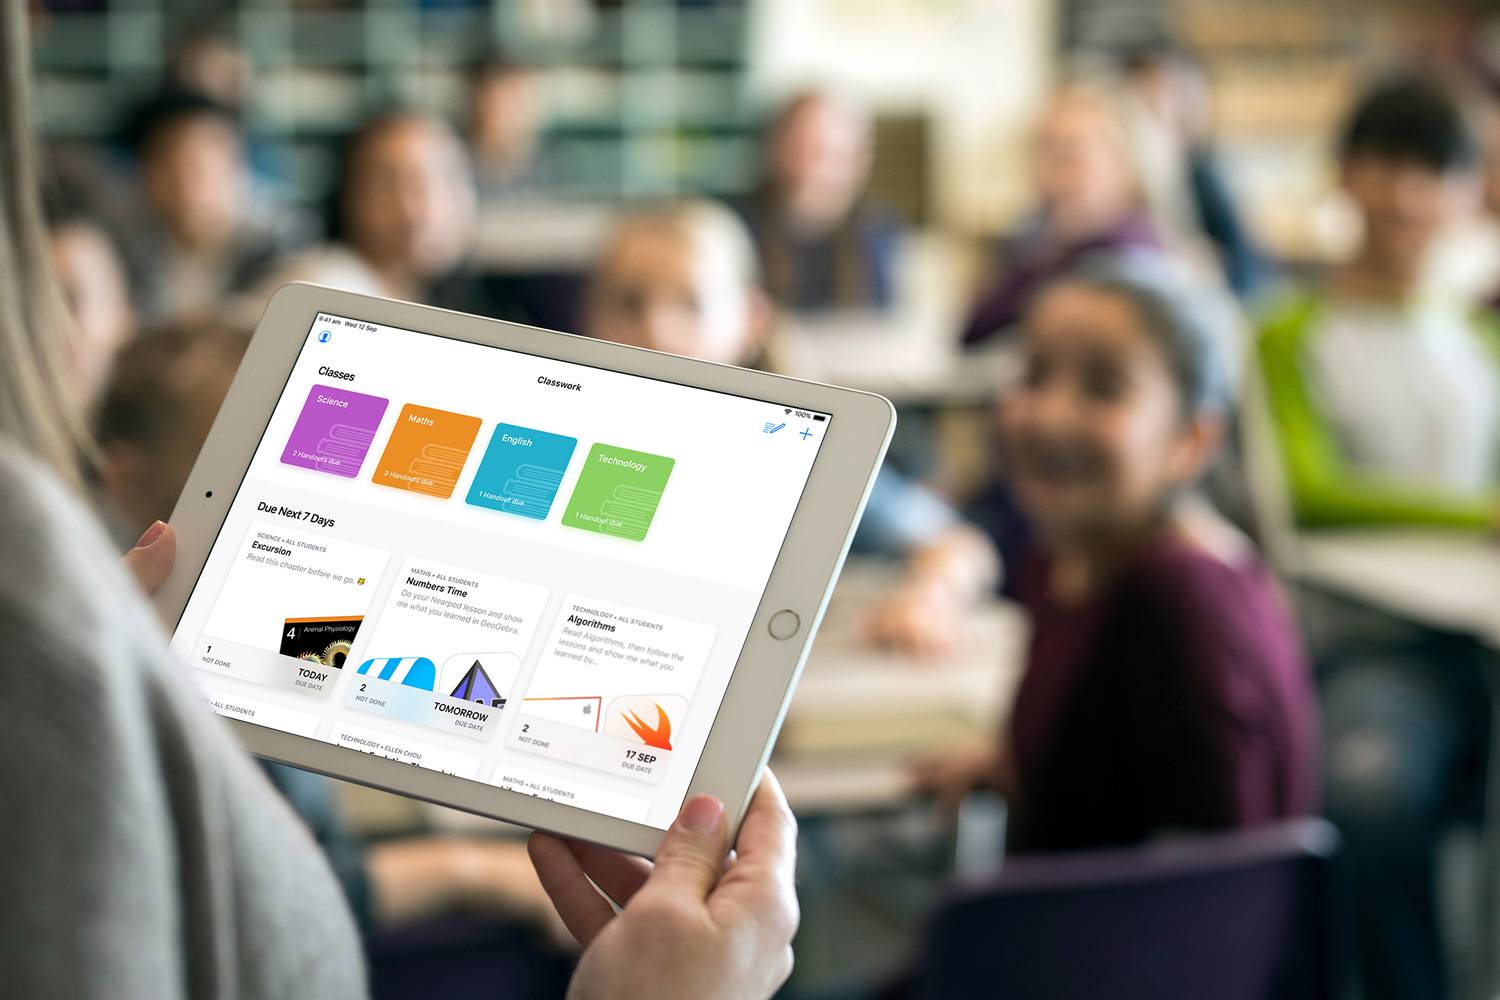 9:41 am Wed 12 Sep
100%
Classwork
Classes
Science
2 Handouts due
Maths
3 Handouts due
English
1 Handout due
Technology
1 Handout due
Due Next 7 Days
SCIENCE • ALL STUDENTS
Excursion
Read this chapter before we go. 🐯
4 Animal Physiology
1
NOT DONE
TODAY
DUE DATE
MATHS • ALL STUDENTS
Numbers Time
Do your Nearpod lesson and show
me what you learned in GeoGebra.
2
NOT DONE
TOMORROW
DUE DATE
TECHNOLOGY • ALL STUDENTS
Algorithms
Read Algorithms, then follow the
lessons and show me what you
learned by...
2
NOT DONE
17 SEP
DUE DATE
• ALL STUDENTS
TECHNOLOGY • ELLEN CHOU
MATHS • ALL STUDENTS